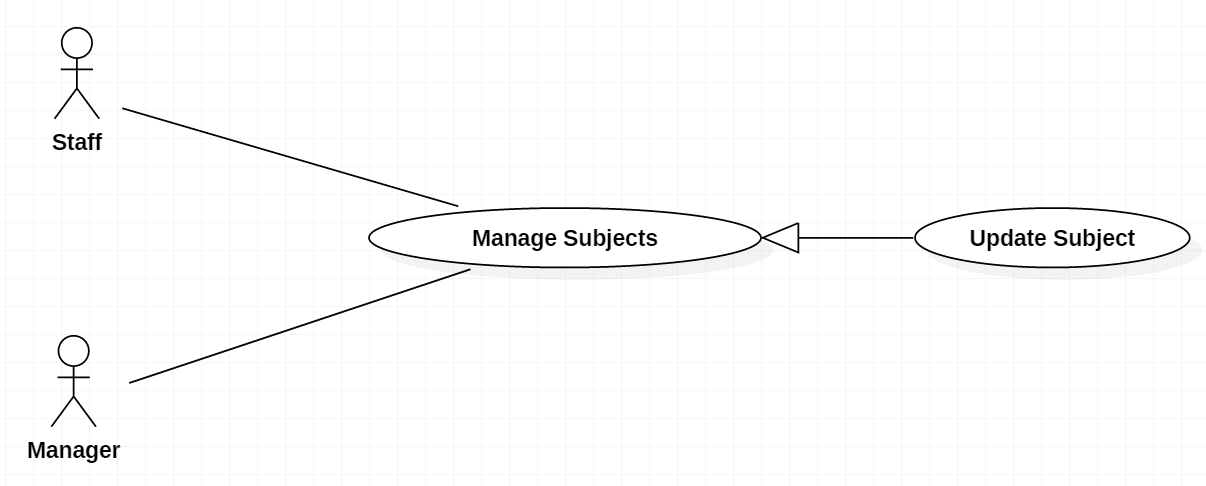 Staff
Manage Subjects
Update Subject
Manager